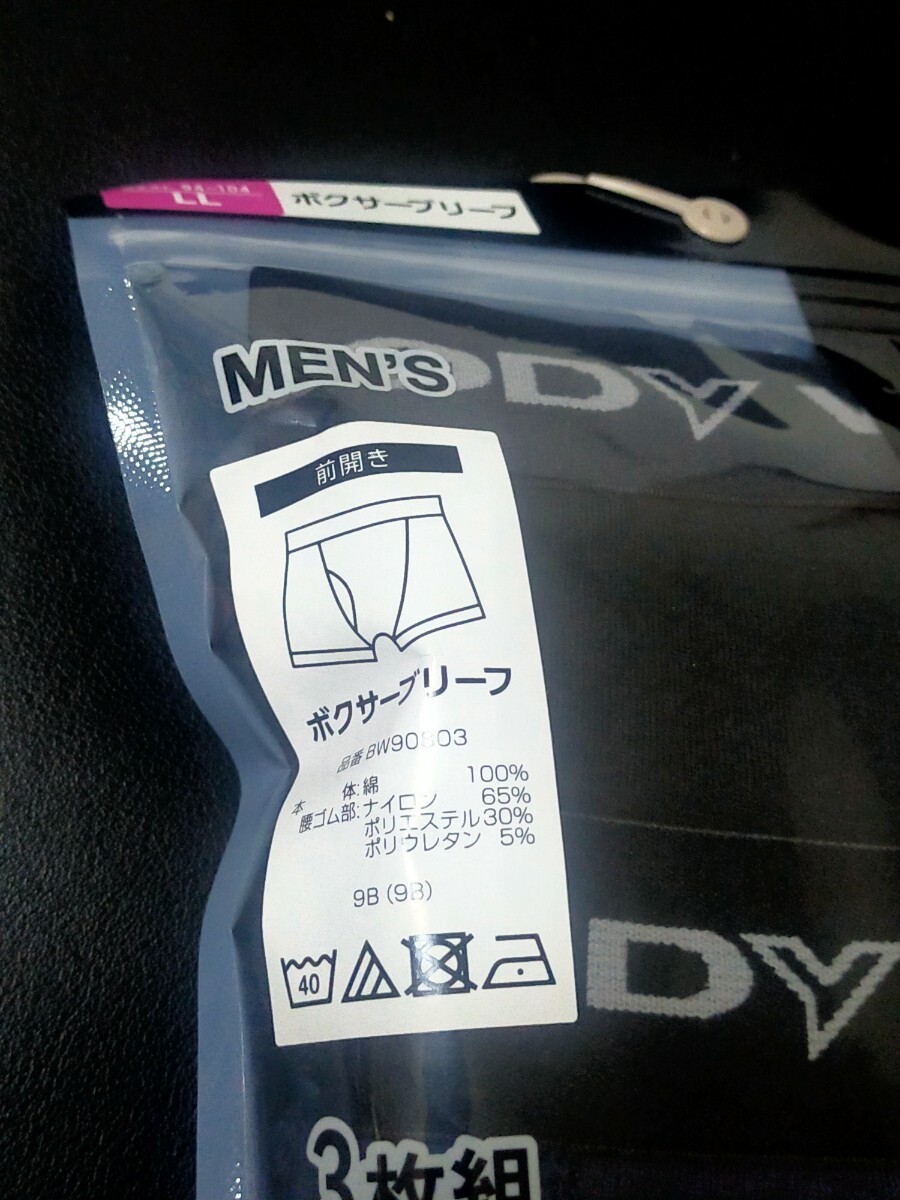 94-104
LL ボクサーブリーフ
MEN'S
ODY
前開き
ボクサーブリーフ
品番 BW90803
本体:綿 100%
腰ゴム部:ナイロン 65%
ポリエステル 30%
ポリウレタン 5%
9B (9B)
40
DY
3枚組